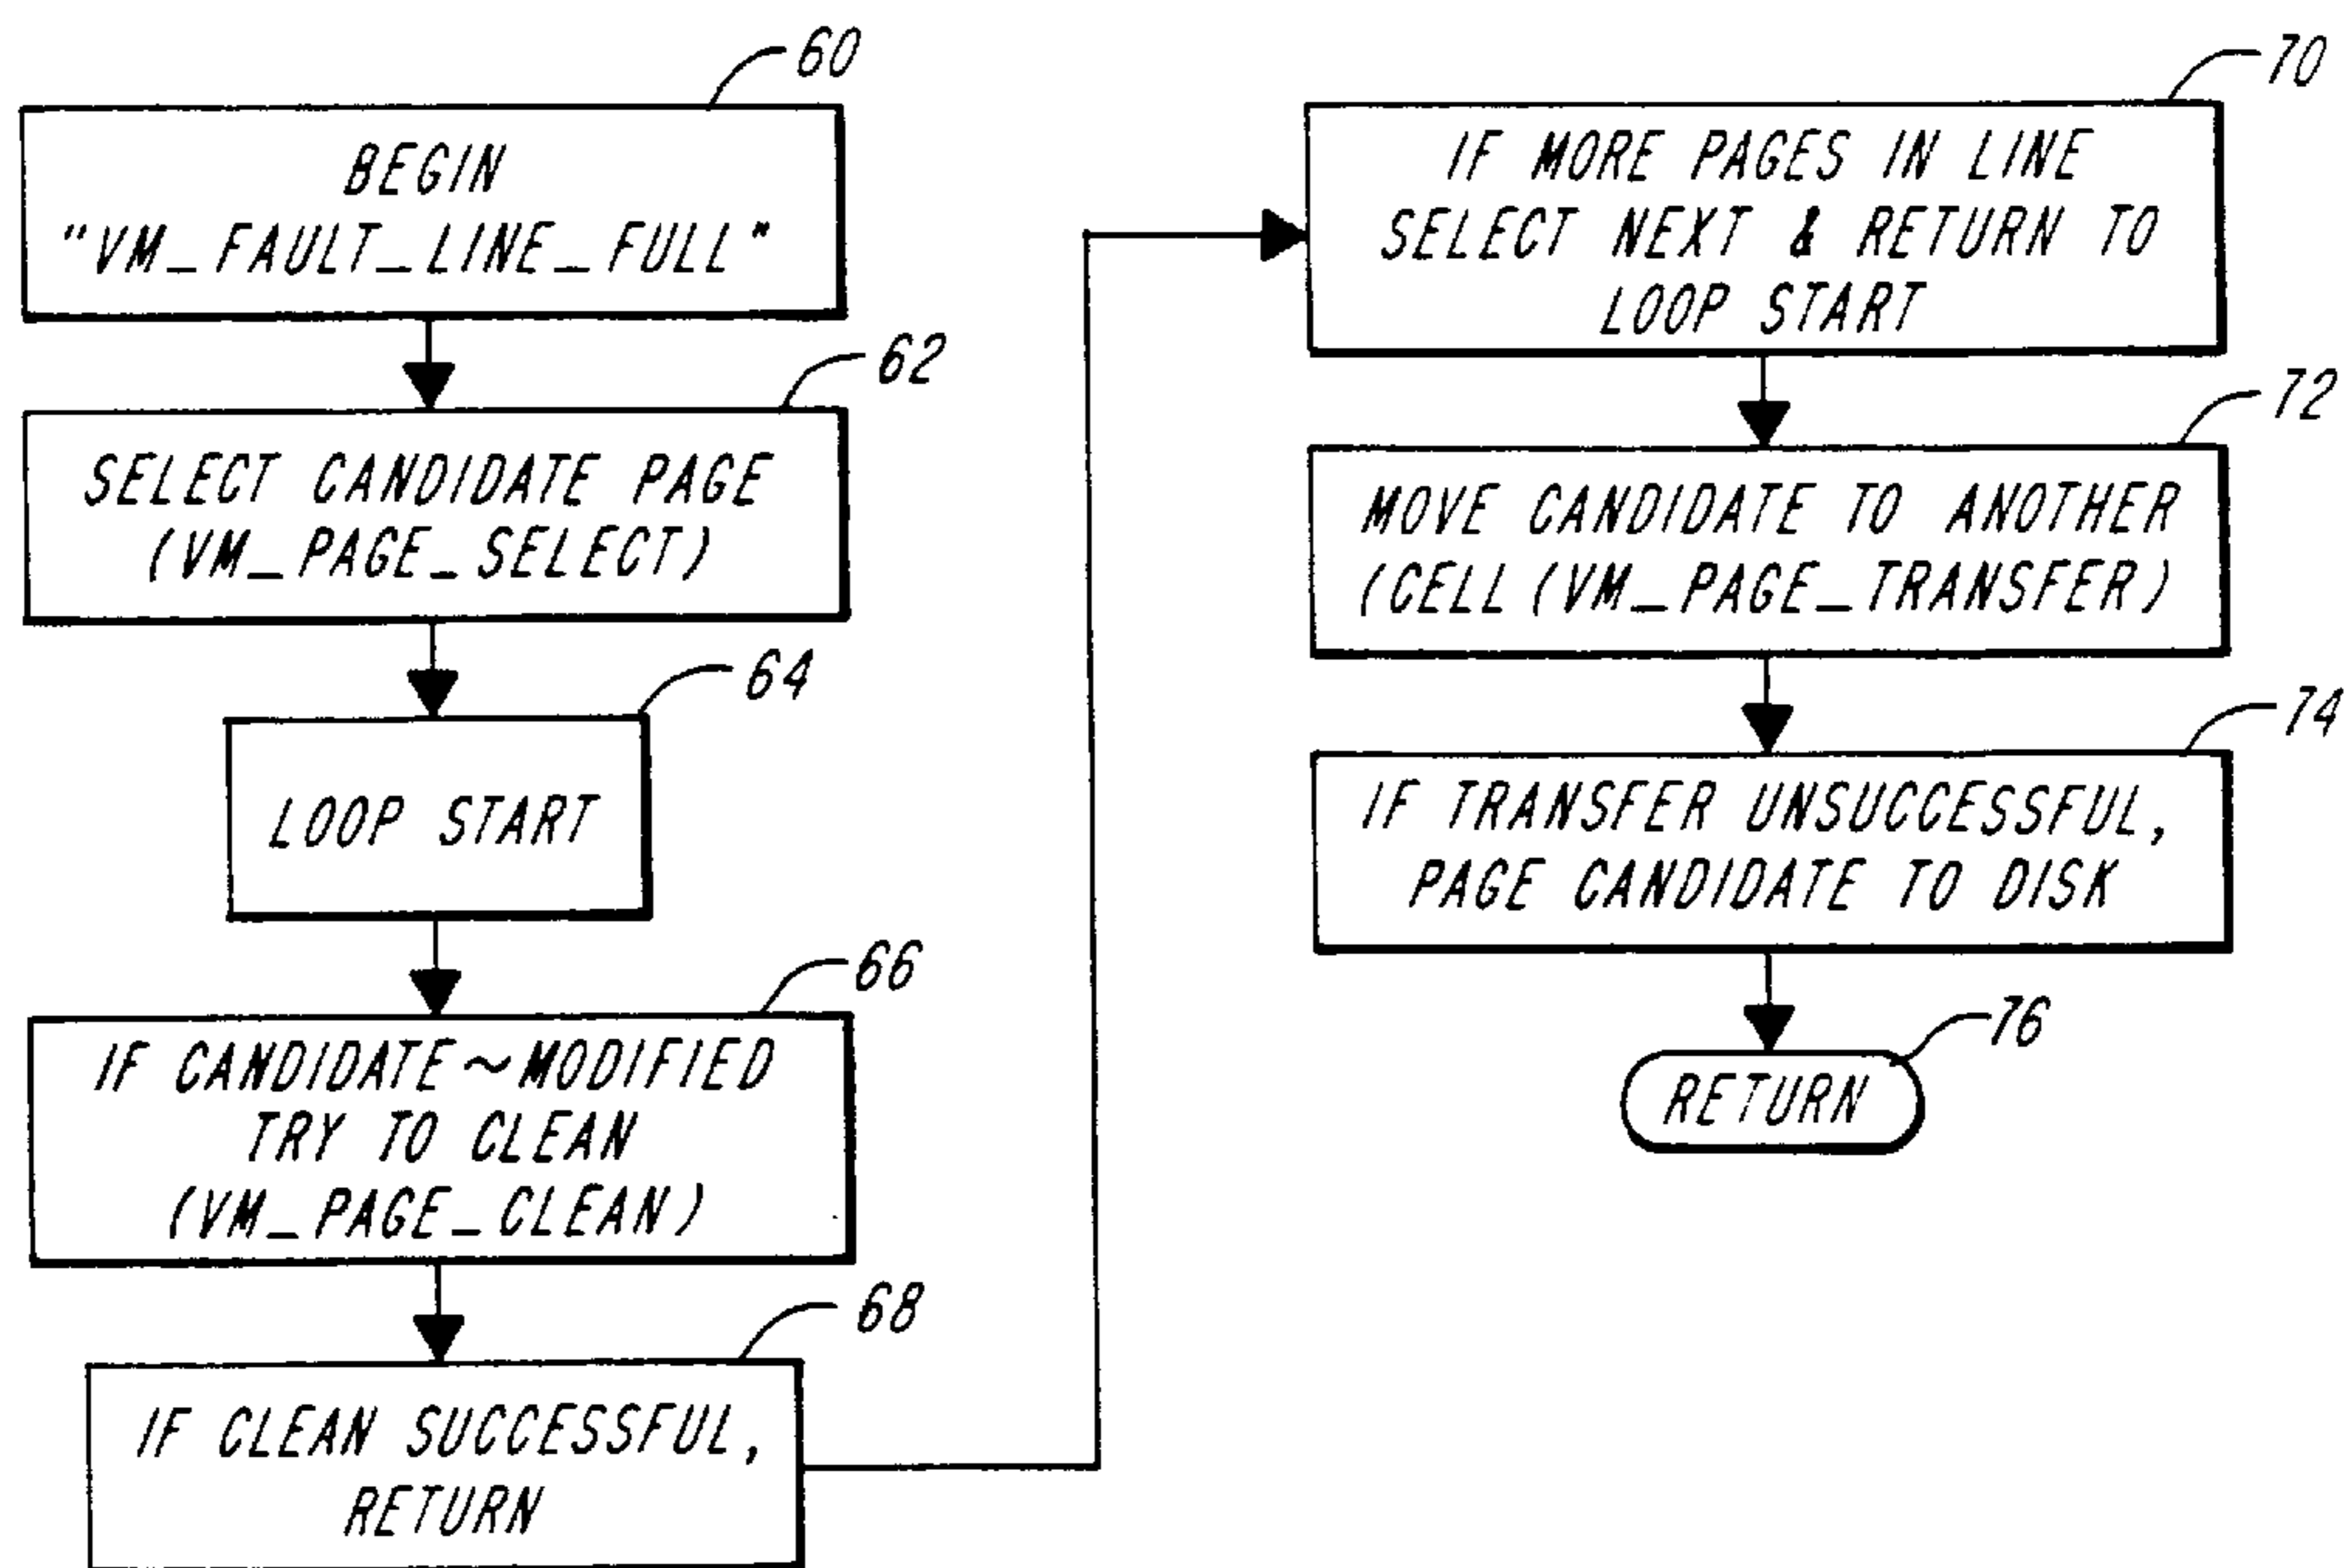 60
BEGIN
"VM_FAULT_LINE_FULL"
62
SELECT CANDIDATE PAGE
(VM_PAGE_SELECT)
64
LOOP START
66
IF CANDIDATE~MODIFIED
TRY TO CLEAN
(VM_PAGE_CLEAN)
68
IF CLEAN SUCCESSFUL,
RETURN
70
IF MORE PAGES IN LINE
SELECT NEXT & RETURN TO
LOOP START
72
MOVE CANDIDATE TO ANOTHER
(CELL (VM_PAGE_TRANSFER)
74
IF TRANSFER UNSUCCESSFUL,
PAGE CANDIDATE TO DISK
76
RETURN